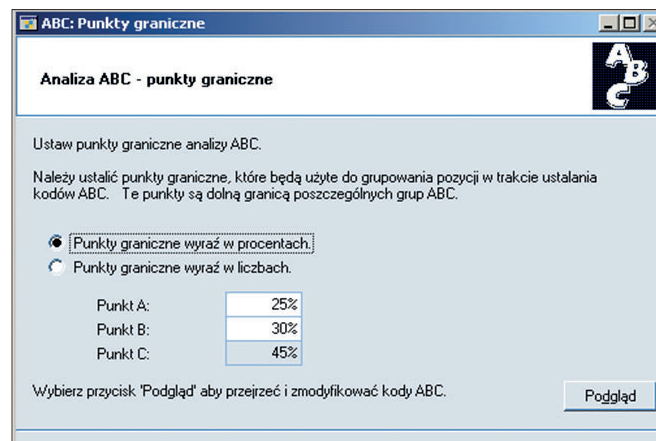 ABC: Punkty graniczne
Analiza ABC - punkty graniczne
ABC
Ustaw punkty graniczne analizy ABC.
Należy ustalić punkty graniczne, które będą użyte do grupowania pozycji w trakcie ustalania
kodów ABC. Te punkty są dolną granicą poszczególnych grup ABC.
Punkty graniczne wyraź w procentach.
Punkty graniczne wyraź w liczbach.
Punkt A: 25%
Punkt B: 30%
Punkt C: 45%
Wybierz przycisk 'Podgląd' aby przejrzeć i zmodyfikować kody ABC.
Podgląd